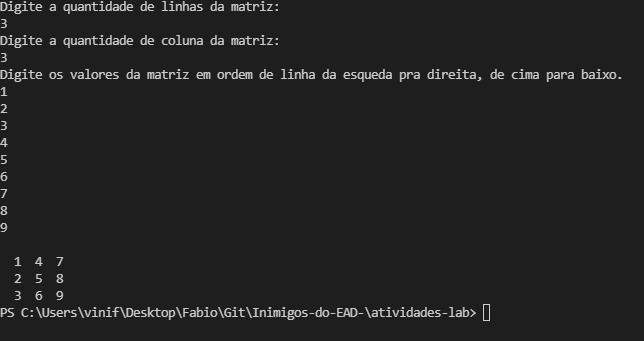 Digite a quantidade de linhas da matriz:
3
Digite a quantidade de coluna da matriz:
3
Digite os valores da matriz em ordem de linha da esqueda pra direita, de cima para baixo.
1
2
3
4
5
6
7
8
9
1 4 7
2 5 8
3 6 9
PS C:\Users\vinif\Desktop\Fabio\Git\Inimigos-do-EAD-\atividades-lab>